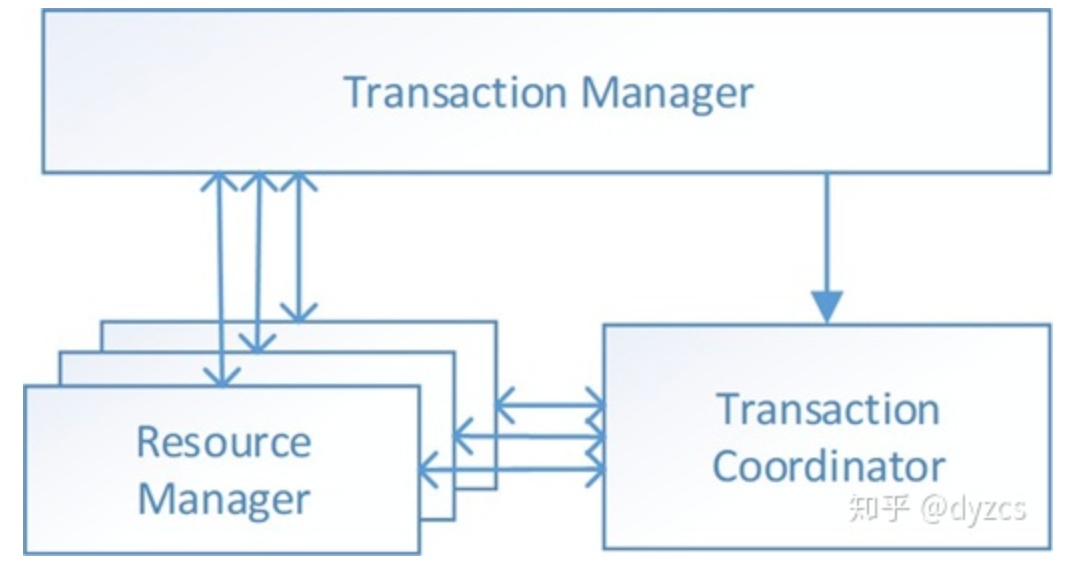 Transaction Manager
Resource
Manager
Transaction
Coordinator
知乎 @dyzcs